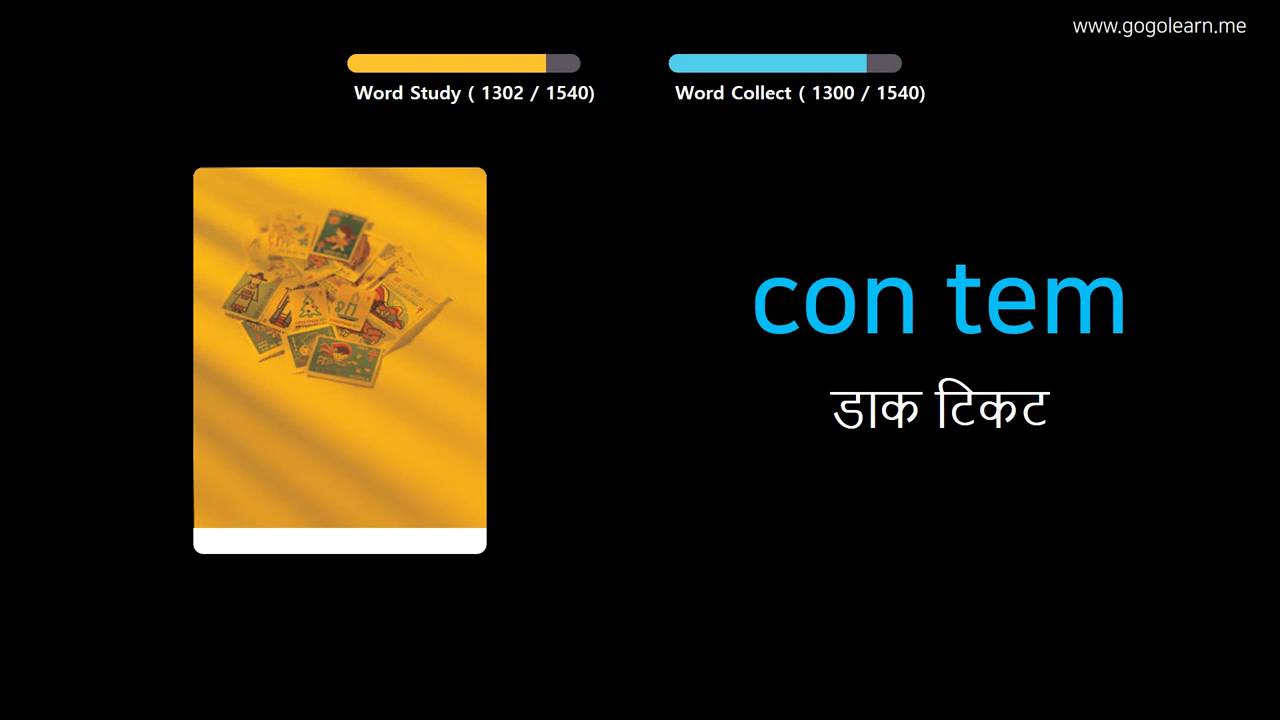 www.gogolearn.me
Word Study ( 1302 / 1540)
Word Collect ( 1300 / 1540)
con tem
डाक टिकट